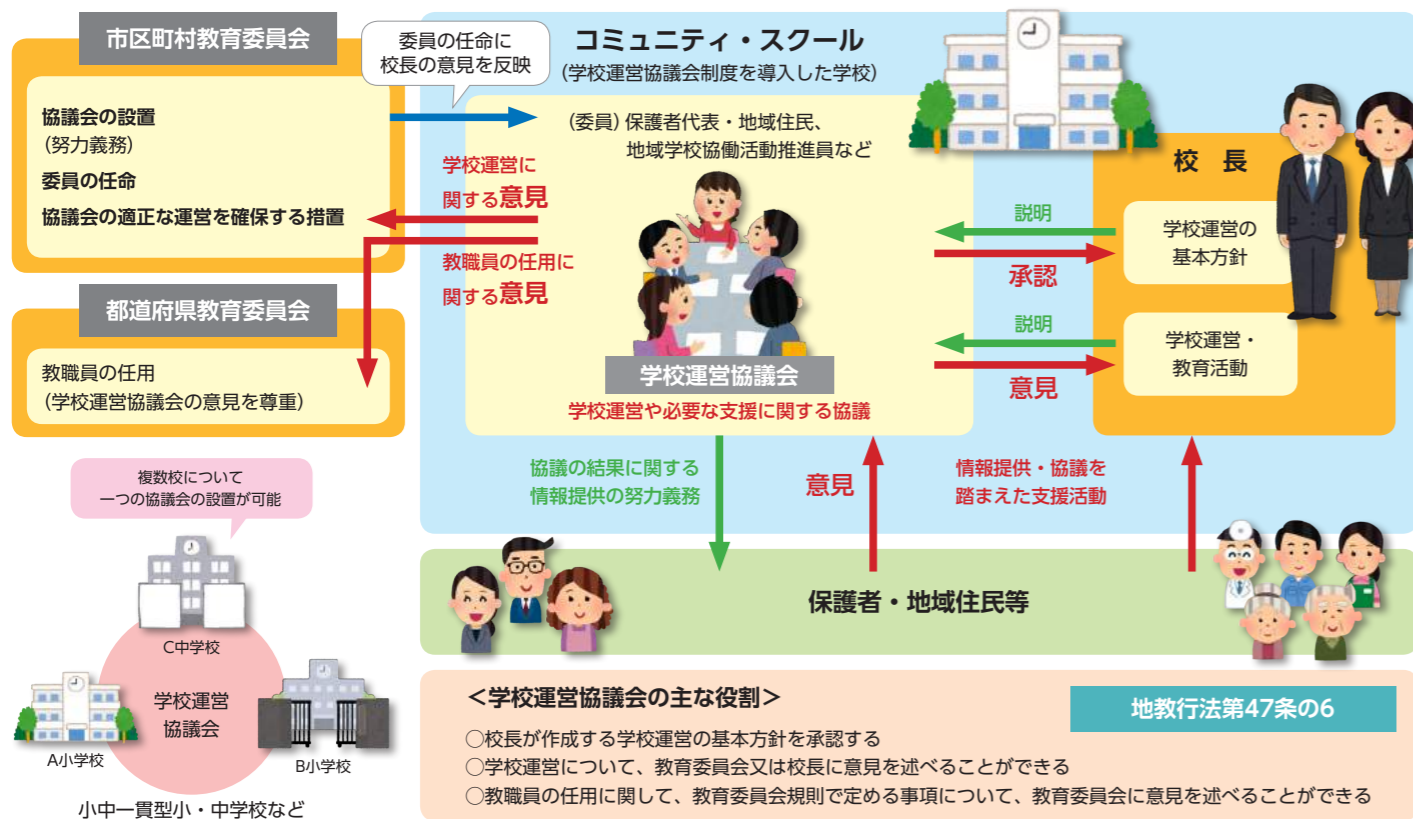 市区町村教育委員会
協議会の設置
(努力義務)
委員の任命
協議会の適正な運営を確保する措置
都道府県教育委員会
教職員の任用
(学校運営協議会の意見を尊重)
委員の任命に
校長の意見を反映
コミュニティ・スクール
(学校運営協議会制度を導入した学校)
(委員) 保護者代表・地域住民、
地域学校協働活動推進員など
学校運営に
関する意見
教職員の任用に
関する意見
学校運営協議会
学校運営や必要な支援に関する協議
校 長
説明
承認
学校運営の
基本方針
説明
意見
学校運営・
教育活動
協議の結果に関する
情報提供の努力義務
意見
情報提供・協議を
踏まえた支援活動
保護者・地域住民等
複数校について
一つの協議会の設置が可能
C中学校
学校運営
協議会
A小学校
B小学校
小中一貫型小・中学校など
<学校運営協議会の主な役割>
地教行法第47条の6
○校長が作成する学校運営の基本方針を承認する
○学校運営について、教育委員会又は校長に意見を述べることができる
○教職員の任用に関して、教育委員会規則で定める事項について、教育委員会に意見を述べることができる